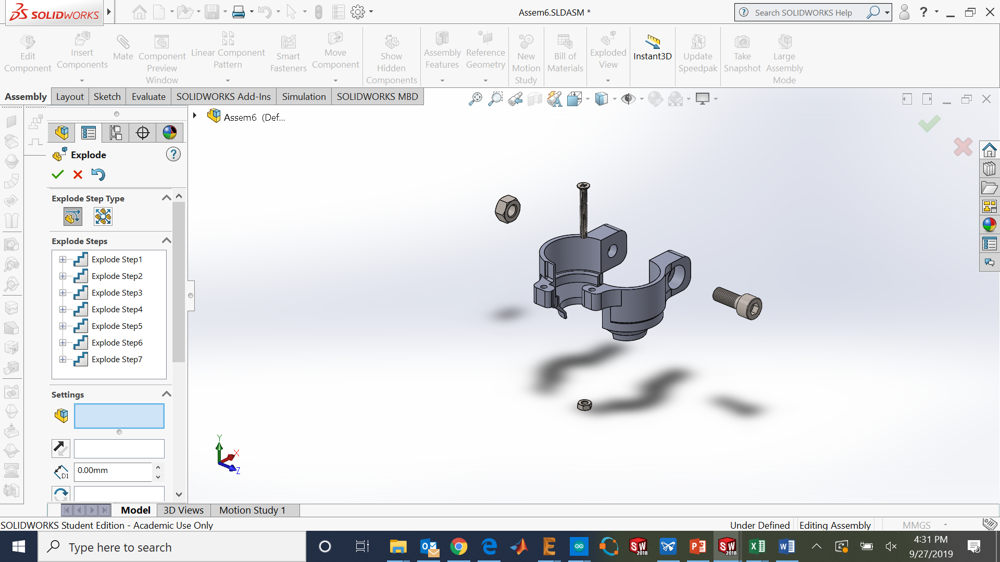 SOLIDWORKS
Assem6.SLDASM *
Search SOLIDWORKS Help
?
Edit Component
Insert Components
Mate
Component Preview Window
Linear Component Pattern
Smart Fasteners
Move Component
Show Hidden Components
Assembly Features
Reference Geometry
New Motion Study
Bill of Materials
Exploded View
Instant3D
Update Speedpak
Take Snapshot
Large Assembly Mode
Assembly
Layout
Sketch
Evaluate
SOLIDWORKS Add-Ins
Simulation
SOLIDWORKS MBD
Assem6 (Def...
Explode
?
Explode Step Type
Explode Steps
Explode Step1
Explode Step2
Explode Step3
Explode Step4
Explode Step5
Explode Step6
Explode Step7
Settings
D1
0.00mm
Y
X
Z
Model
3D Views
Motion Study 1
SOLIDWORKS Student Edition - Academic Use Only
Under Defined
Editing Assembly
MMGS
Type here to search
SW 2018
SW 2018
4:31 PM
9/27/2019